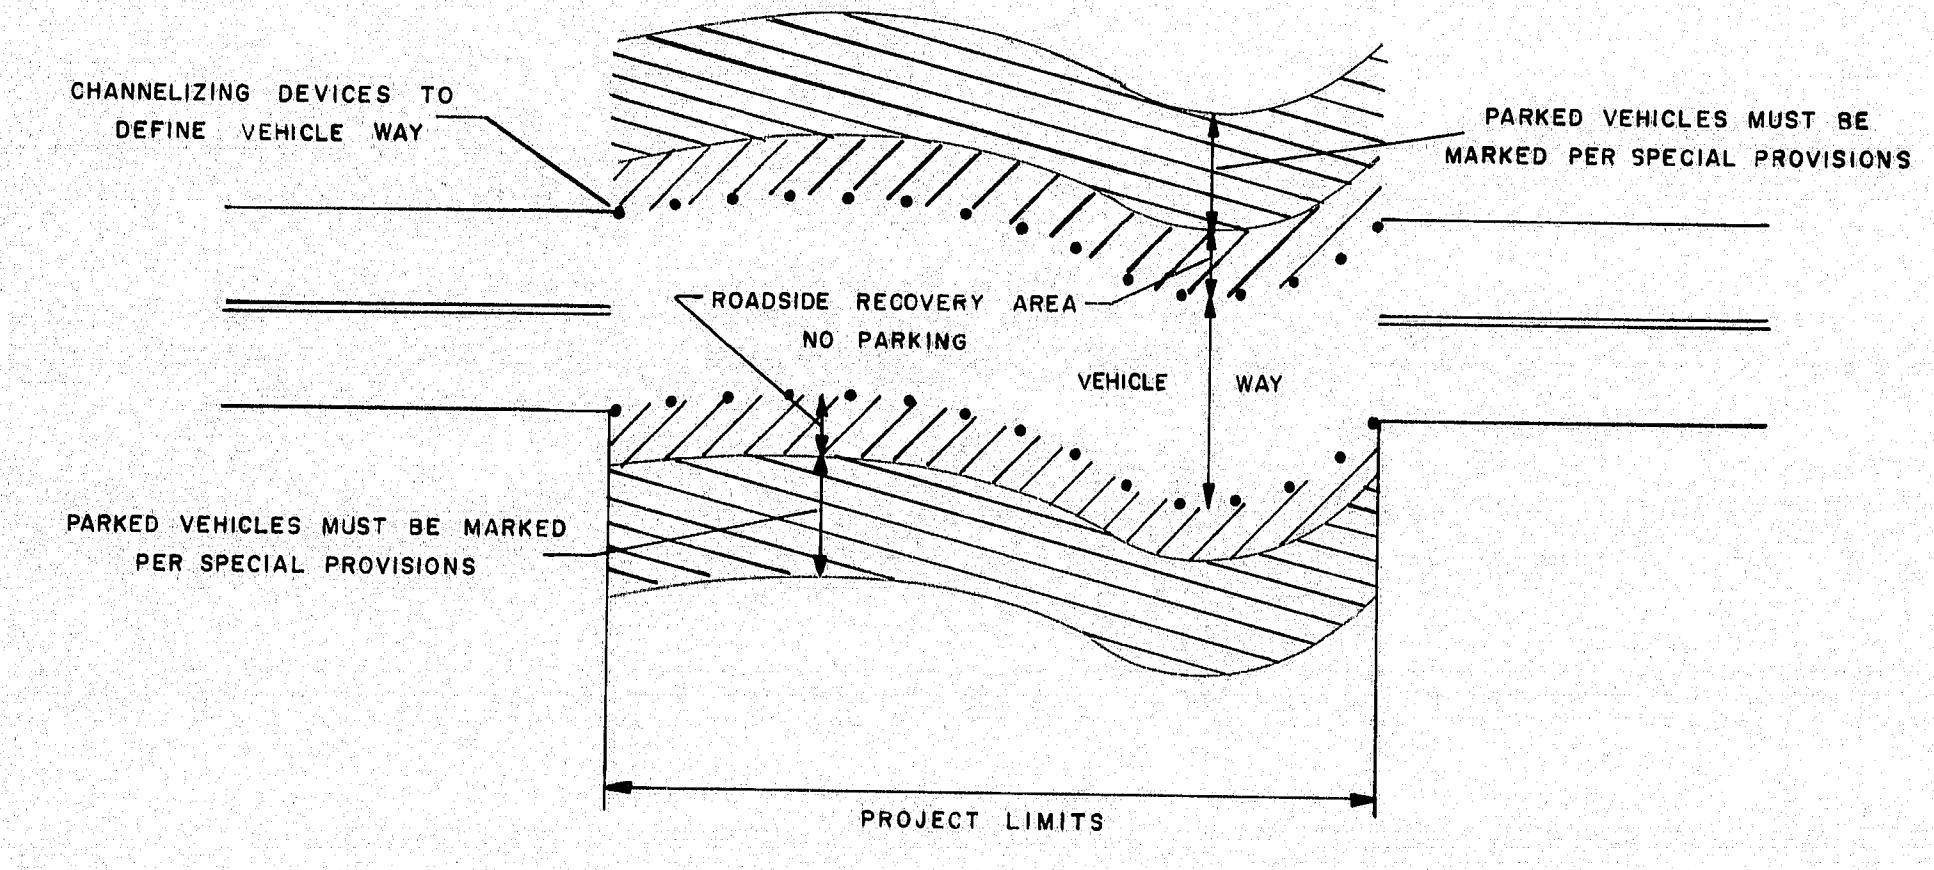 CHANNELIZING DEVICES TO
DEFINE VEHICLE WAY
PARKED VEHICLES MUST BE
MARKED PER SPECIAL PROVISIONS
ROADSIDE RECOVERY AREA
NO PARKING
VEHICLE WAY
PARKED VEHICLES MUST BE MARKED
PER SPECIAL PROVISIONS
PROJECT LIMITS